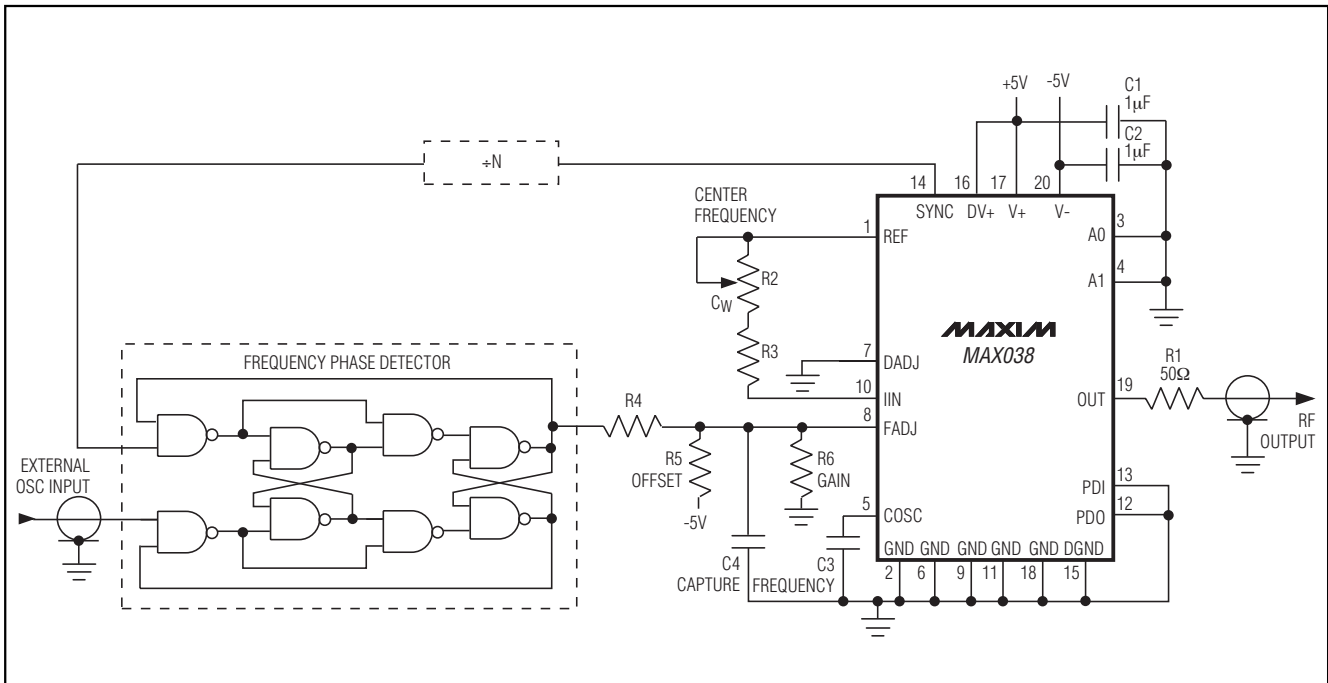 +5V
-5V
C1
1µF
C2
1µF
÷N
14
16
17
20
SYNC
DV+
V+
V-
CENTER
FREQUENCY
1
REF
A0
3
R2
CW
A1
4
MAXIM
MAX038
FREQUENCY PHASE DETECTOR
R3
7
DADJ
R1
50Ω
R4
10
IIN
OUT
19
8
FADJ
RF
OUTPUT
EXTERNAL
OSC INPUT
R5
OFFSET
R6
GAIN
-5V
PDI
13
5
COSC
PDO
12
C4
CAPTURE
C3
FREQUENCY
GND
GND
GND
GND
GND
DGND
2
6
9
11
18
15